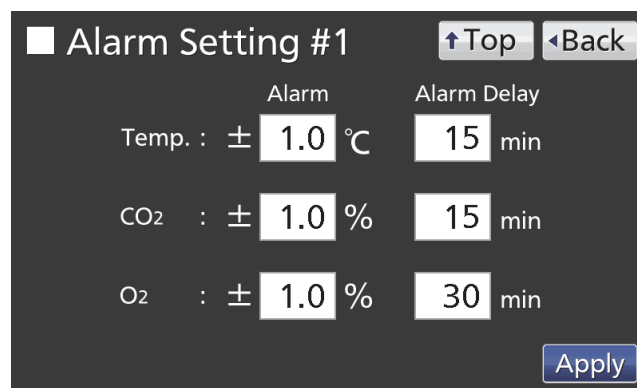 Alarm Setting #1 ↑Top ◂Back
Alarm Alarm Delay
Temp. : ± 1.0 ℃ 15 min
CO2 : ± 1.0 % 15 min
O2 : ± 1.0 % 30 min
Apply